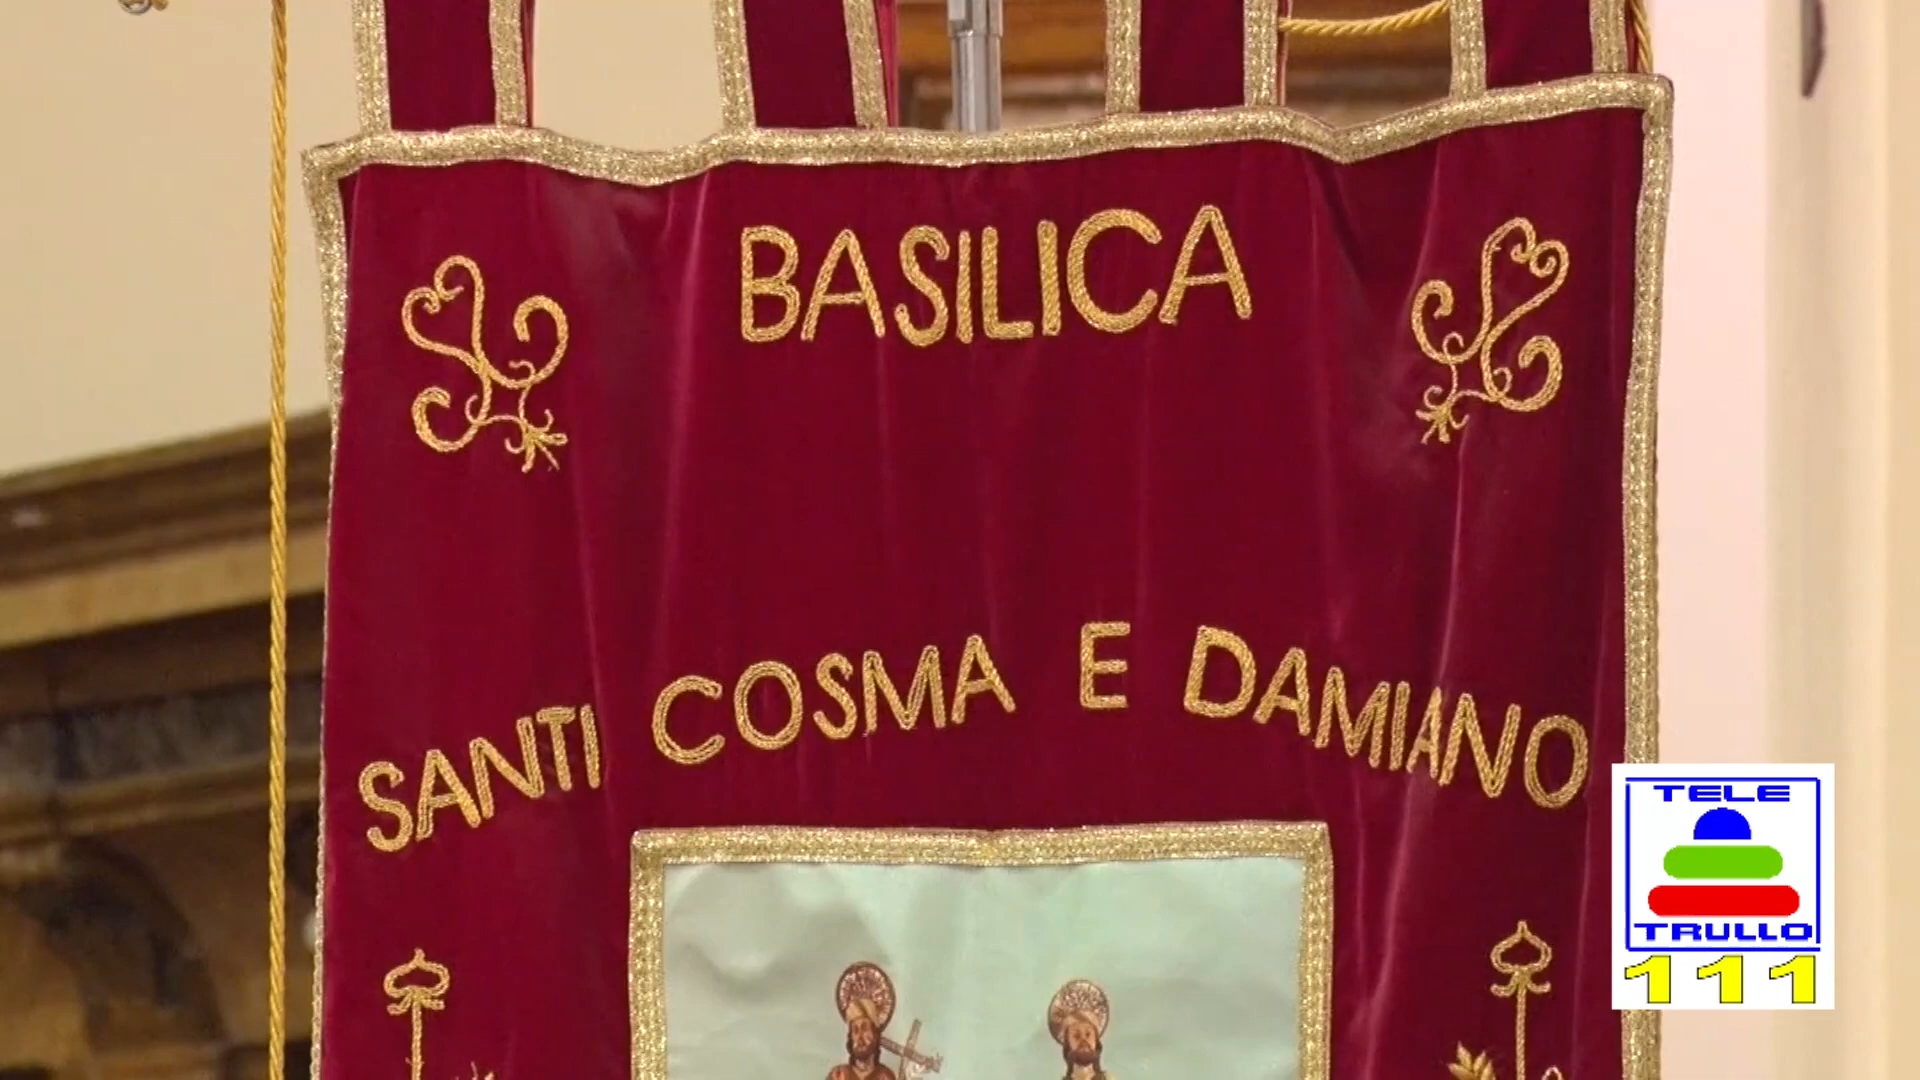 BASILICA
SANTI COSMA E DAMIANO
TELE
TRULLO
111